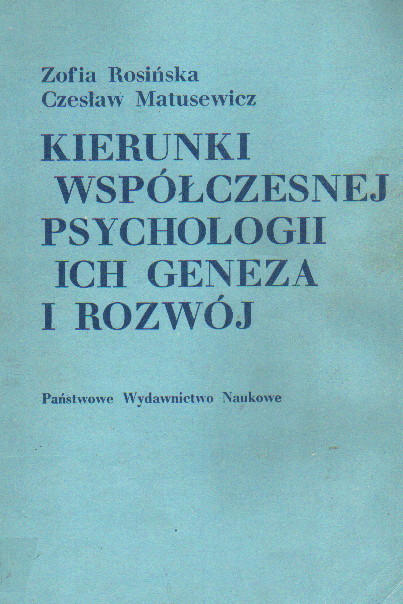 Zofia Rosińska
Czesław Matusewicz
KIERUNKI
WSPÓŁCZESNEJ
PSYCHOLOGII
ICH GENEZA
I ROZWÓJ
Państwowe Wydawnictwo Naukowe